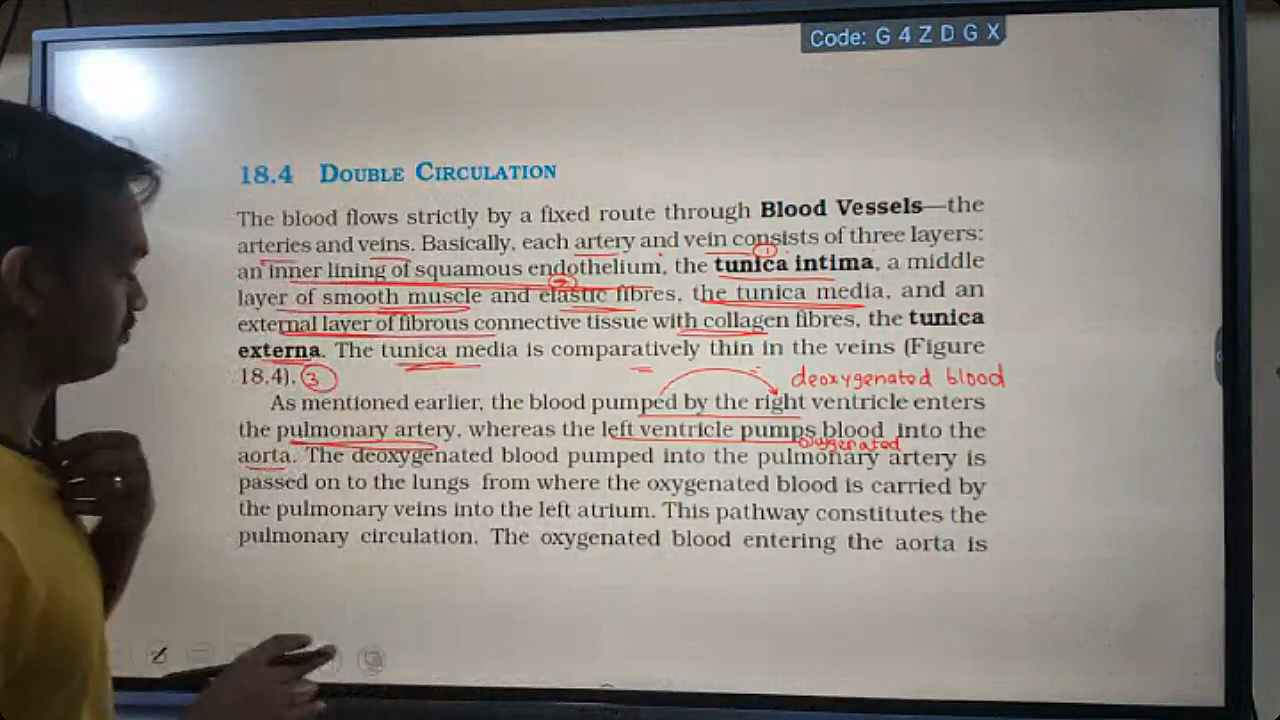 Code: G 4 Z D G X
18.4 DOUBLE CIRCULATION
The blood flows strictly by a fixed route through Blood Vessels—the
arteries and veins. Basically, each artery and vein consists of three layers:
1
an inner lining of squamous endothelium, the tunica intima, a middle
2
layer of smooth muscle and elastic fibres, the tunica media, and an
external layer of fibrous connective tissue with collagen fibres, the tunica
externa. The tunica media is comparatively thin in the veins (Figure
18.4). 3 deoxygenated blood
As mentioned earlier, the blood pumped by the right ventricle enters
the pulmonary artery, whereas the left ventricle pumps blood into the
oxygenated
aorta. The deoxygenated blood pumped into the pulmonary artery is
passed on to the lungs from where the oxygenated blood is carried by
the pulmonary veins into the left atrium. This pathway constitutes the
pulmonary circulation. The oxygenated blood entering the aorta is